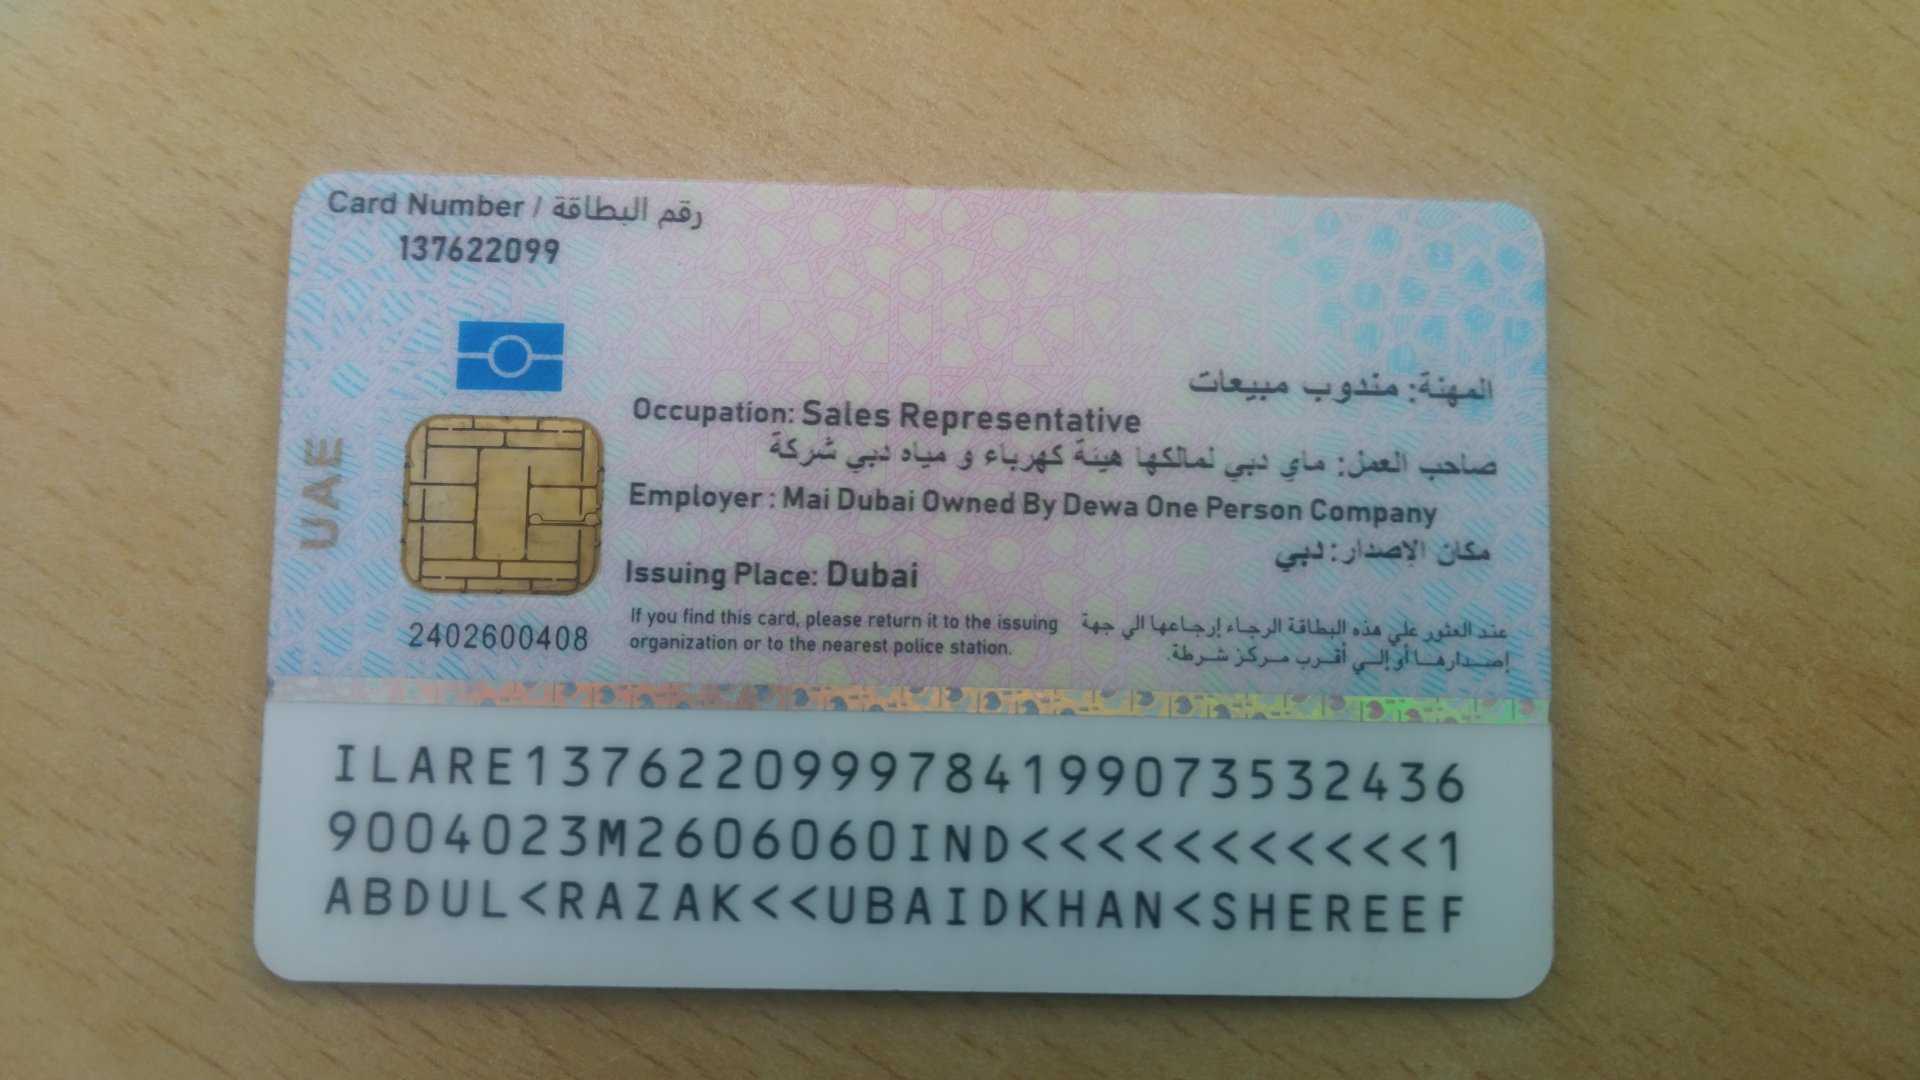 Card Number / رقم البطاقة
137622099
المهنة: مندوب مبيعات
Occupation: Sales Representative
صاحب العمل: ماي دبي لمالكها هيئة كهرباء و مياه دبي شركة
Employer : Mai Dubai Owned By Dewa One Person Company
مكان الإصدار: دبي
Issuing Place: Dubai
UAE
2402600408
If you find this card, please return it to the issuing
organization or to the nearest police station.
عند العثور علي هذه البطاقة الرجاء إرجاعها الي جهة
إصدارها أو إلي أقرب مركز شرطة.
ILARE1376220999784199073532436
9004023M2606060IND<<<<<<<<<<<1
ABDUL<RAZAK<<UBAIDKHAN<SHEREEF